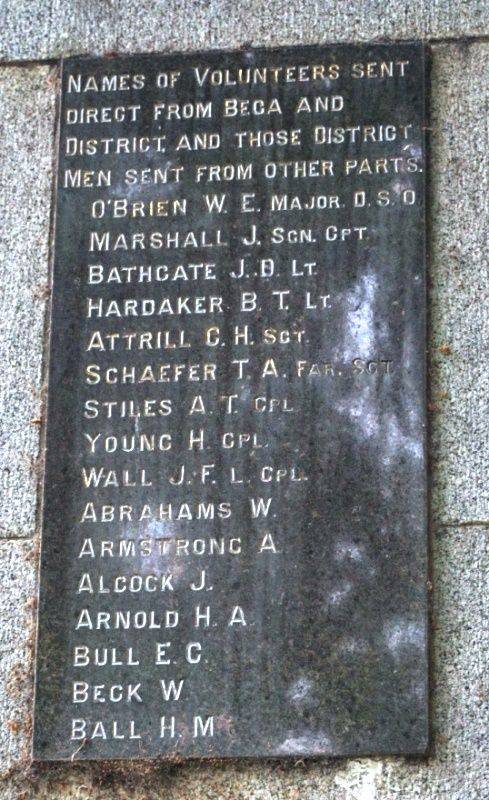 NAMES OF VOLUNTEERS SENT
DIRECT FROM BEGA AND
DISTRICT, AND THOSE DISTRICT
MEN SENT FROM OTHER PARTS.
O'BRIEN W. E. MAJOR. D. S. O
MARSHALL J. SGN. CPT.
BATHGATE J. D. LT
HARDAKER B. T. LT.
ATTRILL C. H. SGT.
SCHAEFER T. A. FAR. SGT
STILES A. T. CPL
YOUNG H. CPL.
WALL J. F. L. CPL.
ABRAHAMS W.
ARMSTRONG A
ALCOCK J.
ARNOLD H. A.
BULL E. C.
BECK W
BALL H. M